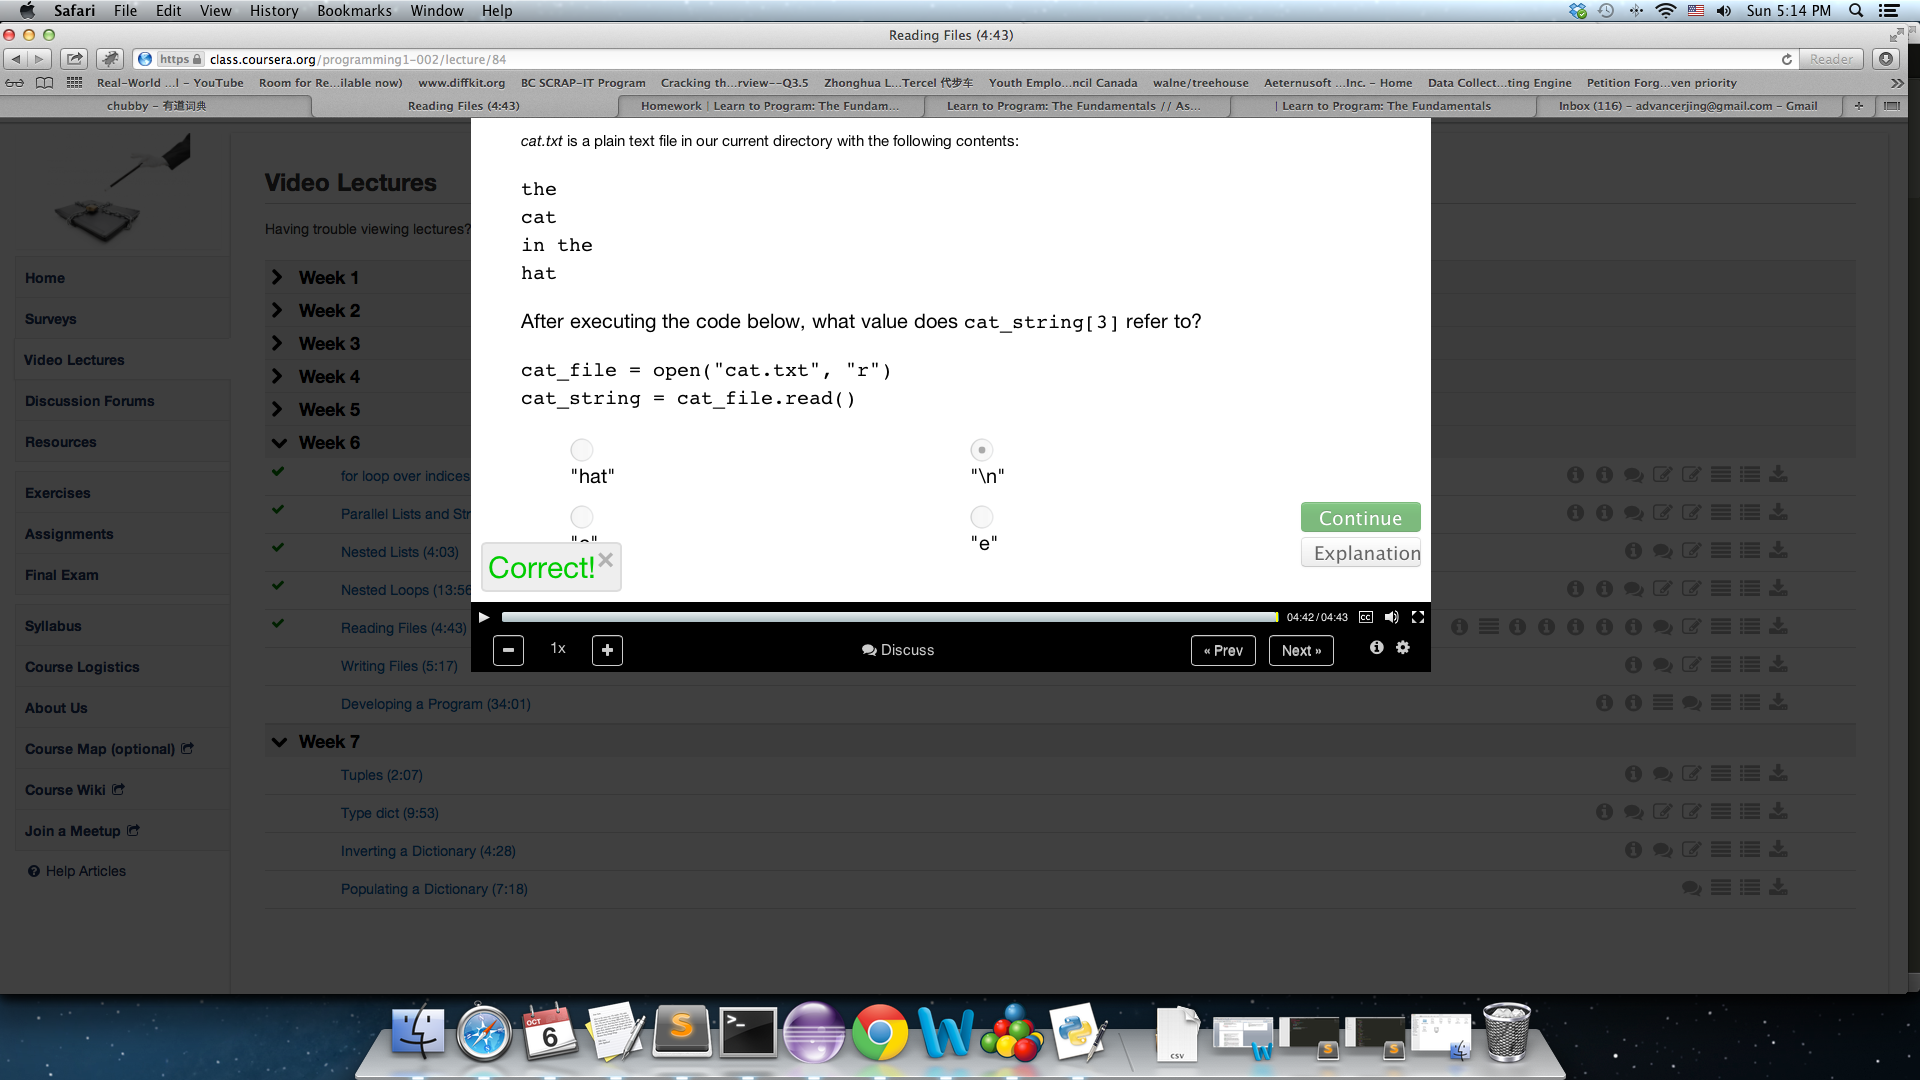 Safari File Edit View History Bookmarks Window Help Sun 5:14 PM
Reading Files (4:43)
https class.coursera.org/programming1-002/lecture/84 Reader
Real-World ...l – YouTube Room for Re...ilable now) www.diffkit.org BC SCRAP-IT Program Cracking th...rview--Q3.5 Zhonghua L...Tercel 代步车 Youth Emplo...ncil Canada walne/treehouse Aeternusoft ...Inc. – Home Data Collect...ting Engine Petition Forg...ven priority
chubby – 有道词典 Reading Files (4:43) Homework | Learn to Program: The Fundam... Learn to Program: The Fundamentals // As... | Learn to Program: The Fundamentals Inbox (116) – advancerjing@gmail.com – Gmail
Home
Surveys
Video Lectures
Discussion Forums
Resources
Exercises
Assignments
Final Exam
Syllabus
Course Logistics
About Us
Course Map (optional)
Course Wiki
Join a Meetup
Help Articles
Video Lectures
Having trouble viewing lectures?
Week 1
Week 2
Week 3
Week 4
Week 5
Week 6
for loop over indices
Parallel Lists and Str
Nested Lists (4:03)
Nested Loops (13:56
Reading Files (4:43)
Writing Files (5:17)
Developing a Program (34:01)
Week 7
Tuples (2:07)
Type dict (9:53)
Inverting a Dictionary (4:28)
Populating a Dictionary (7:18)
cat.txt is a plain text file in our current directory with the following contents:
the
cat
in the
hat
After executing the code below, what value does cat_string[3] refer to?
cat_file = open("cat.txt", "r")
cat_string = cat_file.read()
"hat"
"\n"
"e"
Correct!
Continue
Explanation
04:42/04:43 CC
1x Discuss « Prev Next »
OCT
6
CSV